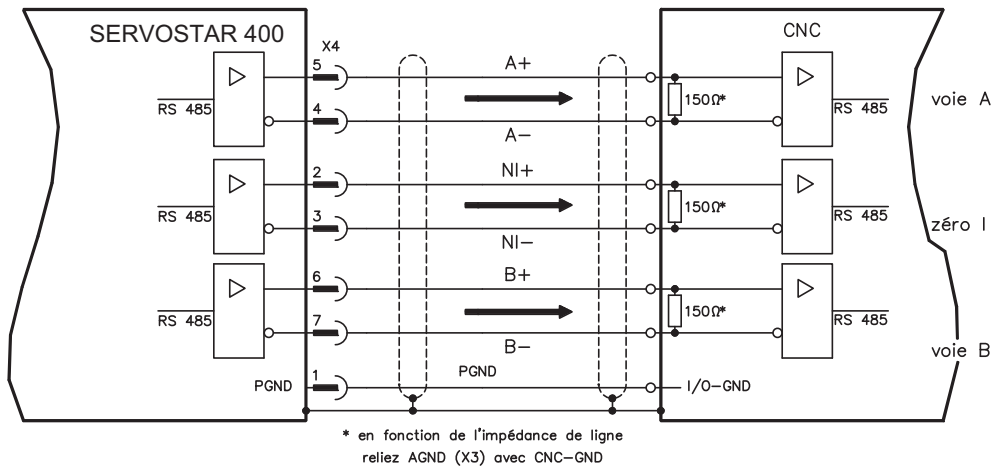 SERVOSTAR 400
X4
CNC
5
A+
RS 485
150Ω*
RS 485
voie A
4
A-
2
NI+
RS 485
150Ω*
RS 485
zéro I
3
NI-
6
B+
RS 485
150Ω*
RS 485
7
B-
voie B
PGND
1
PGND
I/O-GND
* en fonction de l'impédance de ligne
reliez AGND (X3) avec CNC-GND